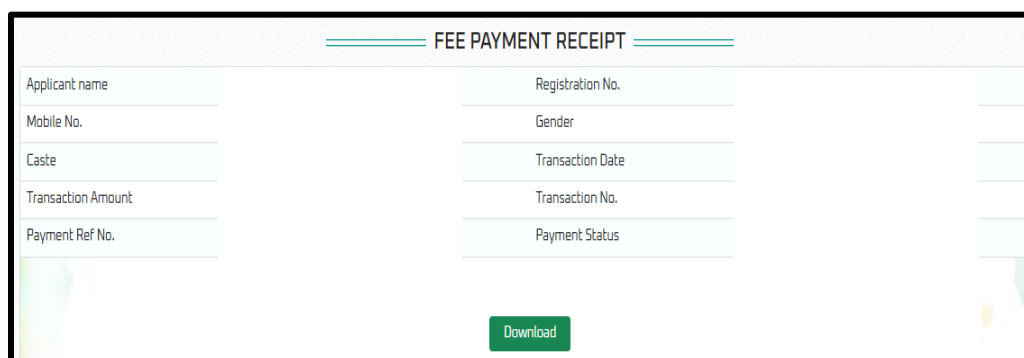 FEE PAYMENT RECEIPT
Applicant name Registration No.
Mobile No. Gender
Caste Transaction Date
Transaction Amount Transaction No.
Payment Ref No. Payment Status
Download